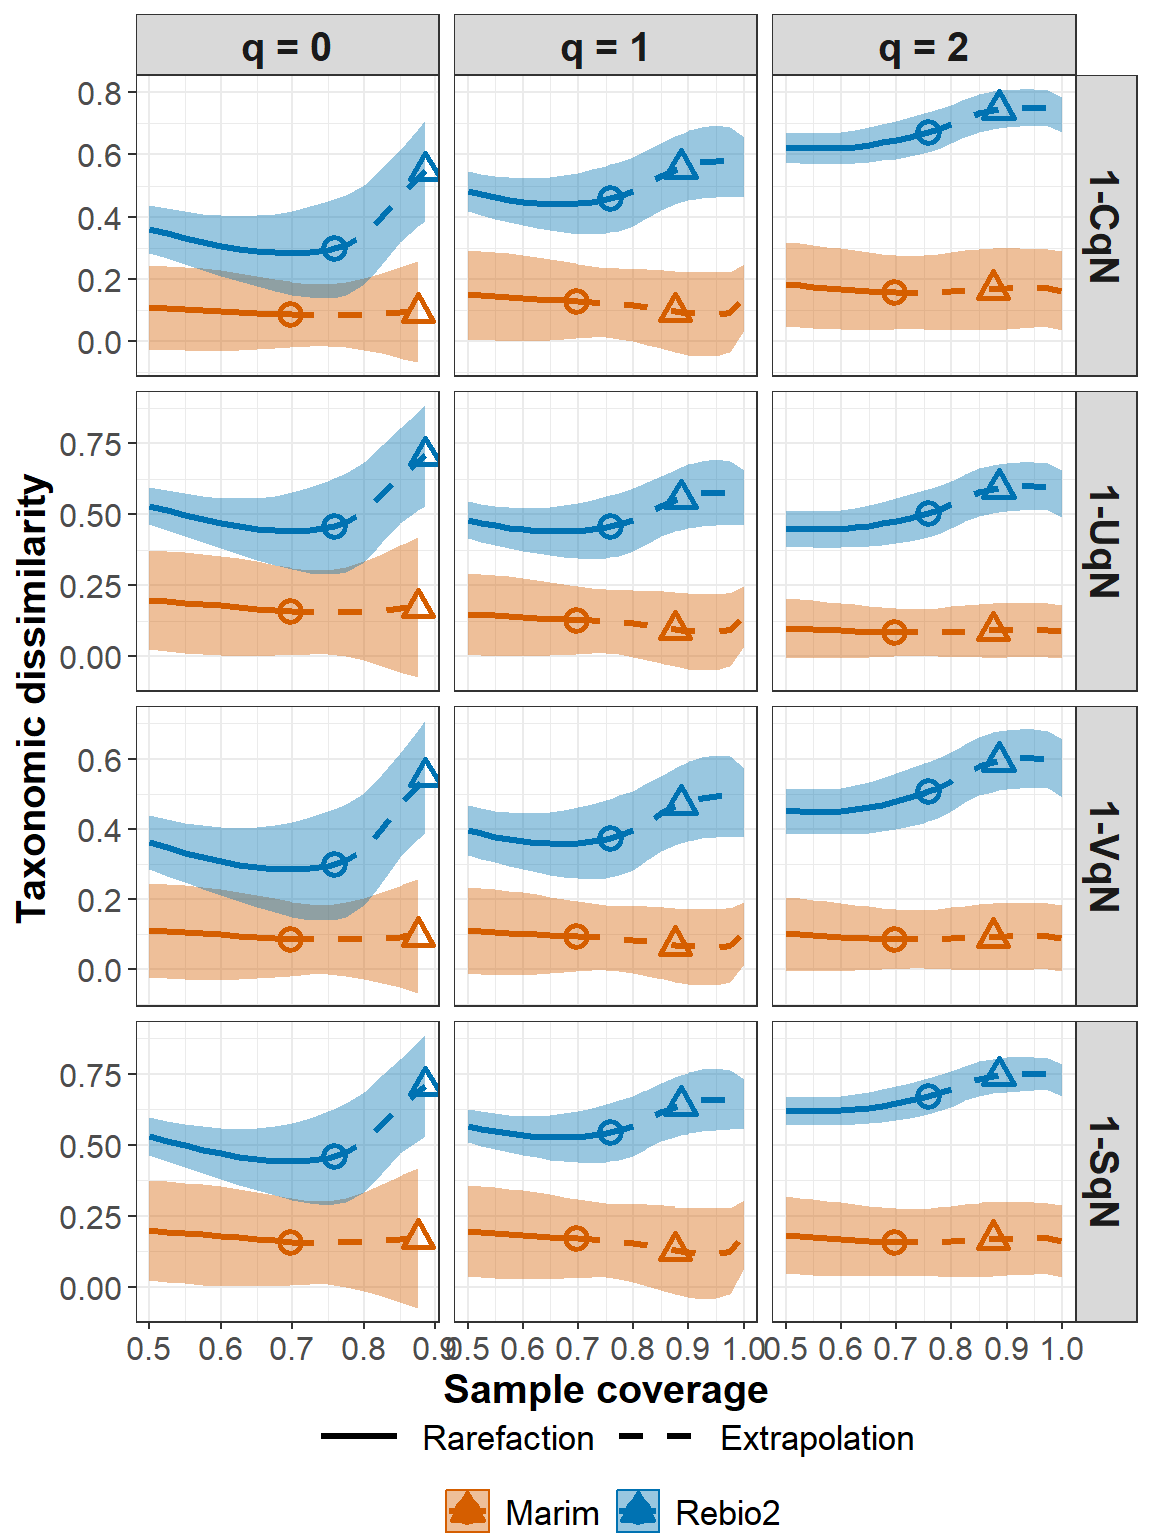 q = 0 q = 1 q = 2
0.8
0.6
0.4
0.2
0.0
1-CqN
0.75
0.50
0.25
0.00
1-UqN
0.6
0.4
0.2
0.0
1-VqN
0.75
0.50
0.25
0.00
1-SqN
Taxonomic dissimilarity
0.5 0.6 0.7 0.8 0.9 0.5 0.6 0.7 0.8 0.9 1.0 0.5 0.6 0.7 0.8 0.9 1.0
Sample coverage
Rarefaction Extrapolation
Marim Rebio2